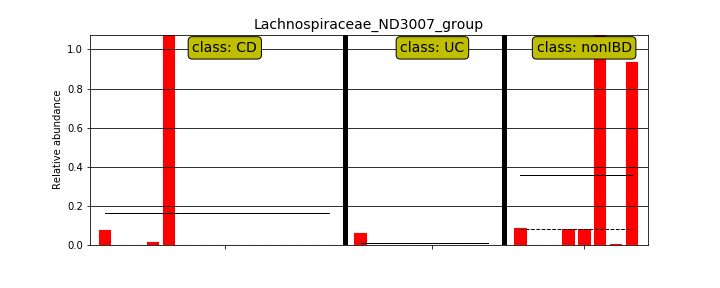 Lachnospiraceae_ND3007_group
class: CD
class: UC
class: nonIBD
Relative abundance
1.0
0.8
0.6
0.4
0.2
0.0